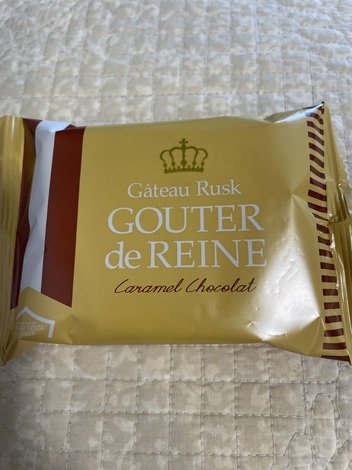 Gâteau Rusk
GOUTER
de REINE
Caramel Chocolat